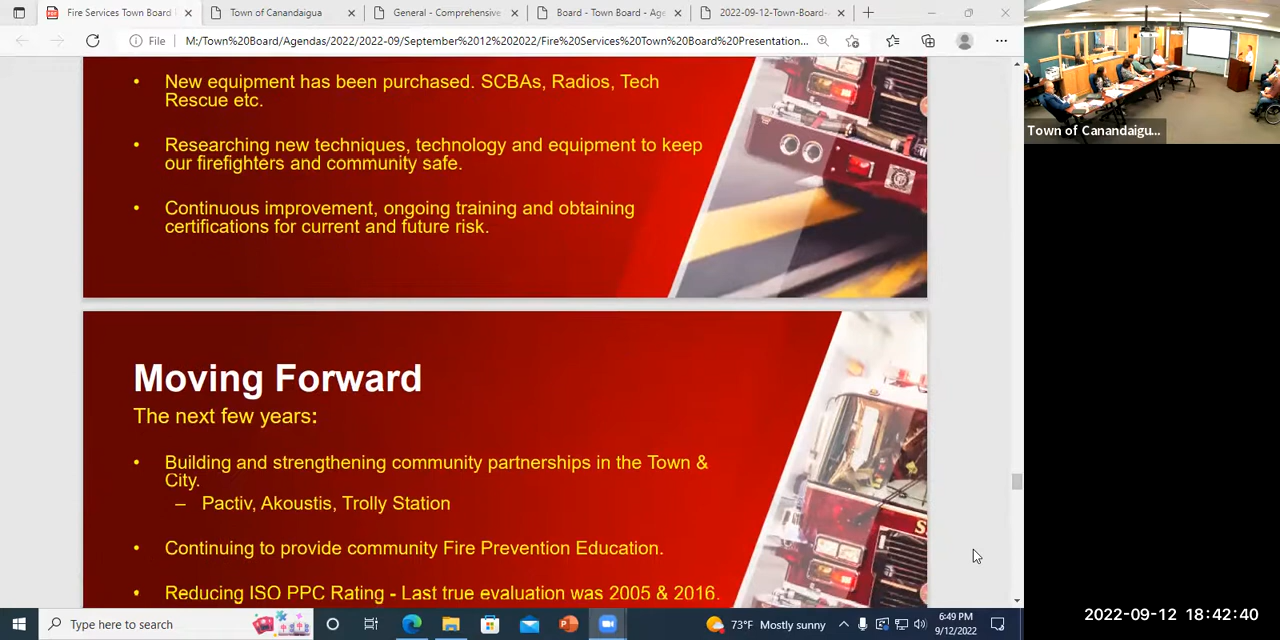 Fire Services Town Board
Town of Canandaigua
General - Comprehensive
Board - Town Board - Age
2022-09-12-Town-Board-
File
M:/Town%20Board/Agendas/2022/2022-09/September%2012%202022/Fire%20Services%20Town%20Board%20Presentation...
• New equipment has been purchased. SCBAs, Radios, Tech
Rescue etc.
• Researching new techniques, technology and equipment to keep
our firefighters and community safe.
• Continuous improvement, ongoing training and obtaining
certifications for current and future risk.
Moving Forward
The next few years:
• Building and strengthening community partnerships in the Town &
City.
– Pactiv, Akoustis, Trolly Station
• Continuing to provide community Fire Prevention Education.
• Reducing ISO PPC Rating - Last true evaluation was 2005 & 2016.
Town of Canandaigu...
Type here to search
73°F Mostly sunny
6:49 PM
9/12/2022
2022-09-12 18:42:40